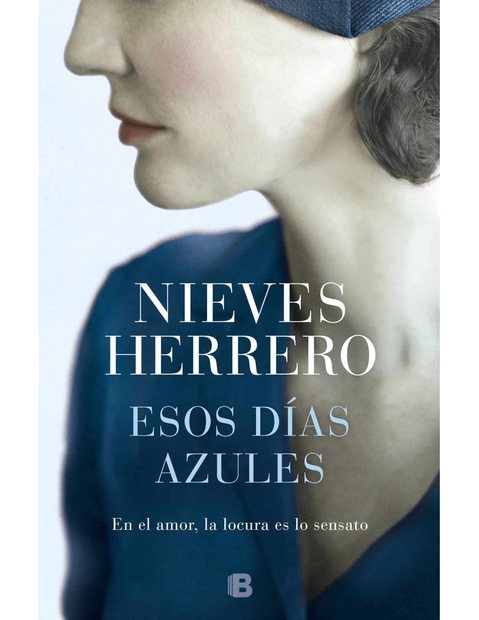 NIEVES
HERRERO
ESOS DÍAS
AZULES
En el amor, la locura es lo sensato
B